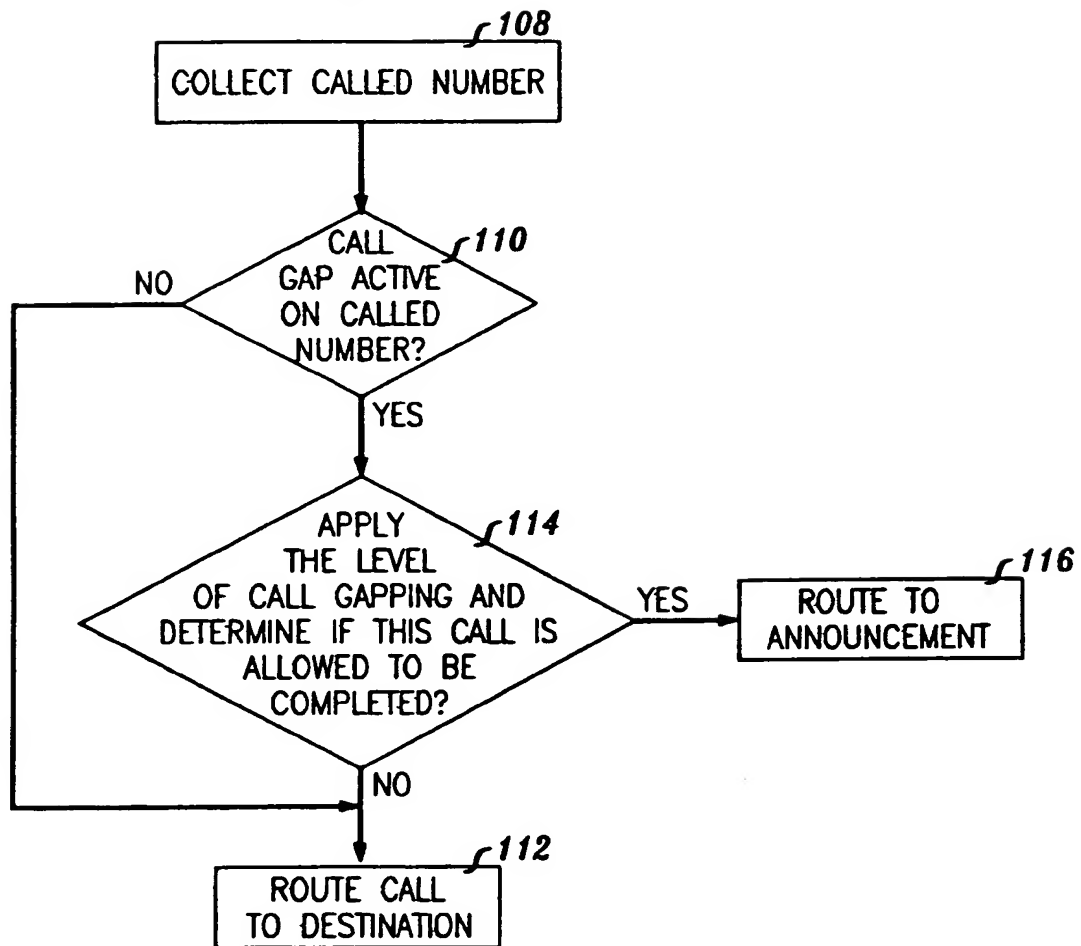 108
COLLECT CALLED NUMBER
110
CALL
GAP ACTIVE
ON CALLED
NUMBER?
NO
YES
114
APPLY
THE LEVEL
OF CALL GAPPING AND
DETERMINE IF THIS CALL IS
ALLOWED TO BE
COMPLETED?
YES
116
ROUTE TO
ANNOUNCEMENT
NO
112
ROUTE CALL
TO DESTINATION